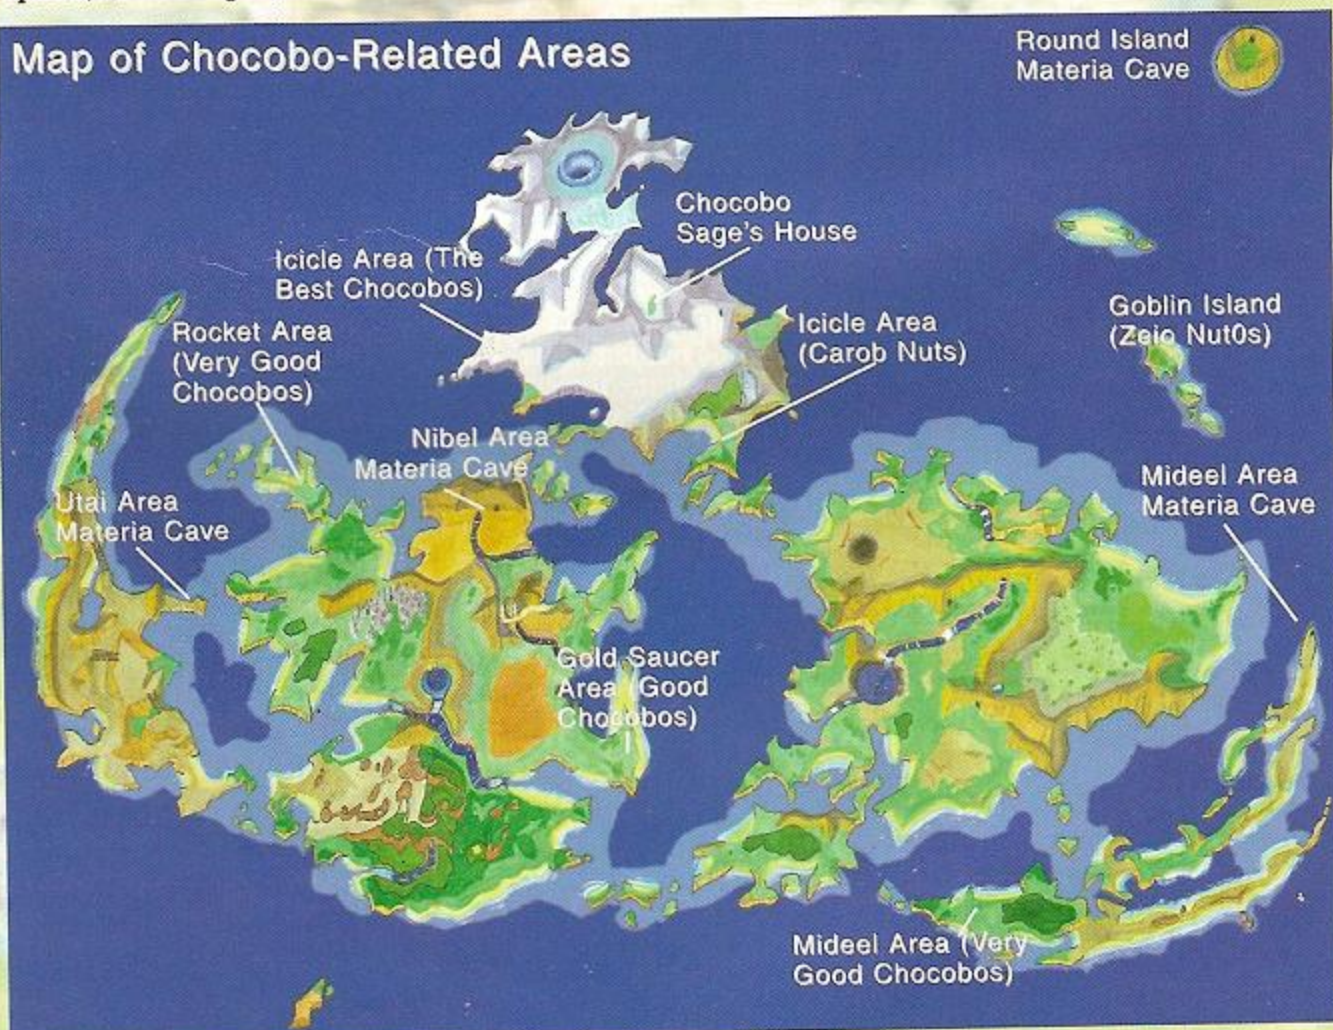 Map of Chocobo-Related Areas
Round Island
Materia Cave
Chocobo
Sage's House
Icicle Area (The
Best Chocobos)
Goblin Island
(Zeio Nut0s)
Rocket Area
(Very Good
Chocobos)
Icicle Area
(Carob Nuts)
Nibel Area
Materia Cave
Mideel Area
Materia Cave
Utai Area
Materia Cave
Gold Saucer
Area (Good
Chocobos)
Mideel Area (Very
Good Chocobos)